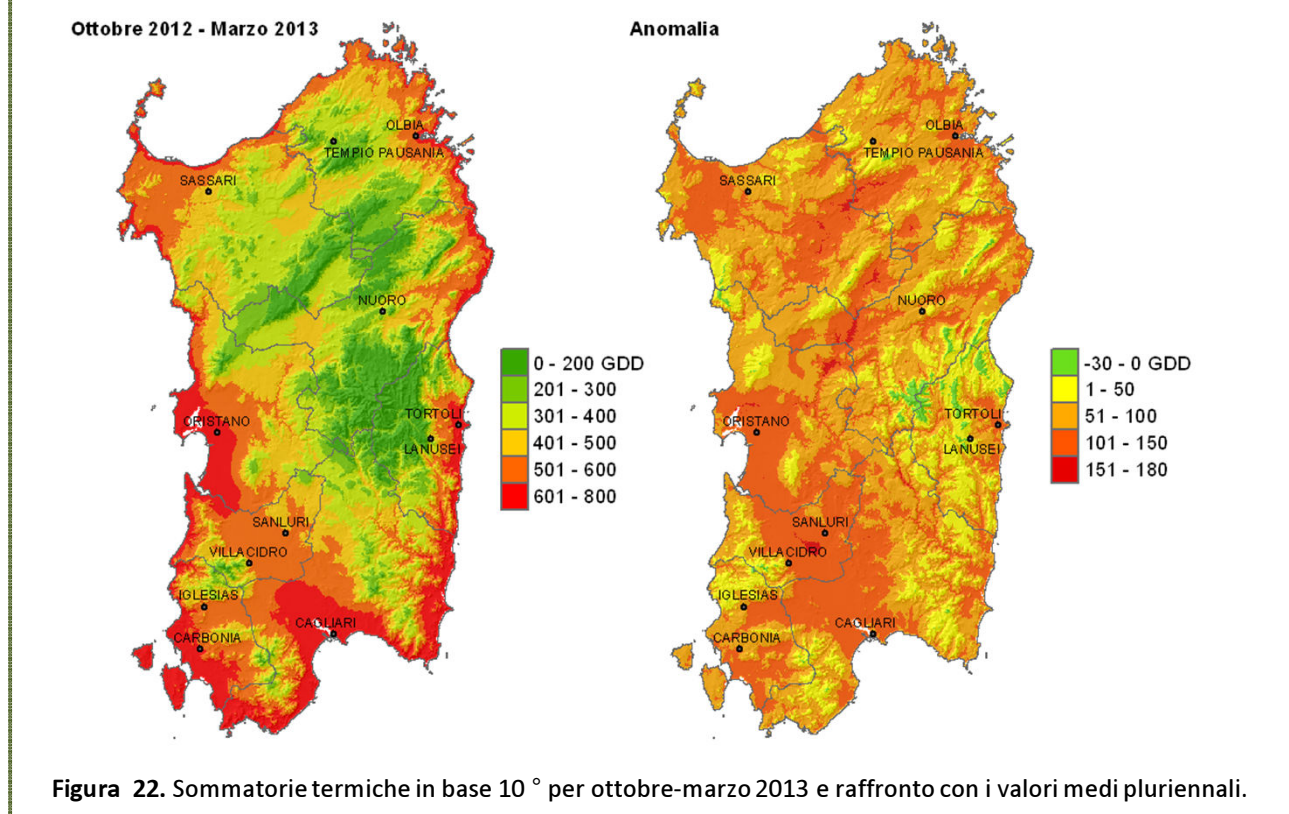 Ottobre 2012 - Marzo 2013
OLBIA
TEMPIO PAUSANIA
SASSARI
NUORO
ORISTANO
TORTOLI
LANUSEI
SANLURI
VILLACIDRO
IGLESIAS
CAGLIARI
CARBONIA
0 - 200 GDD
201 - 300
301 - 400
401 - 500
501 - 600
601 - 800
Anomalia
OLBIA
TEMPIO PAUSANIA
SASSARI
NUORO
ORISTANO
TORTOLI
LANUSEI
SANLURI
VILLACIDRO
IGLESIAS
CAGLIARI
CARBONIA
-30 - 0 GDD
1 - 50
51 - 100
101 - 150
151 - 180
Figura 22. Sommatorie termiche in base 10 ° per ottobre-marzo 2013 e raffronto con i valori medi pluriennali.